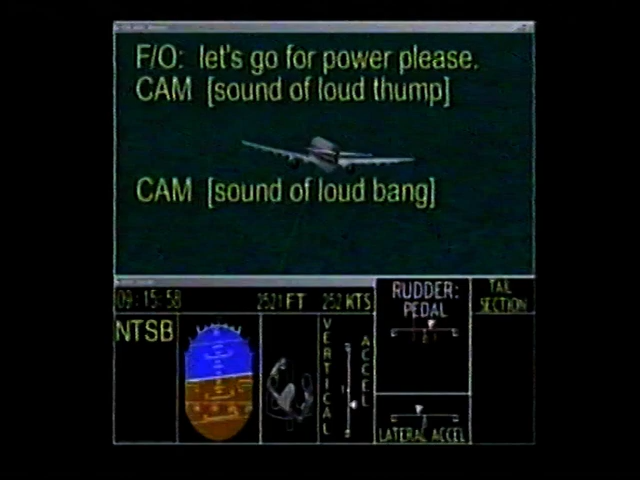 F/O: let's go for power please.
CAM [sound of loud thump]
CAM [sound of loud bang]
09:15:58
2521 FT
252 KTS
RUDDER:
PEDAL
TAIL
SECTION
NTSB
VERTICAL
ACCEL
LATERAL ACCEL